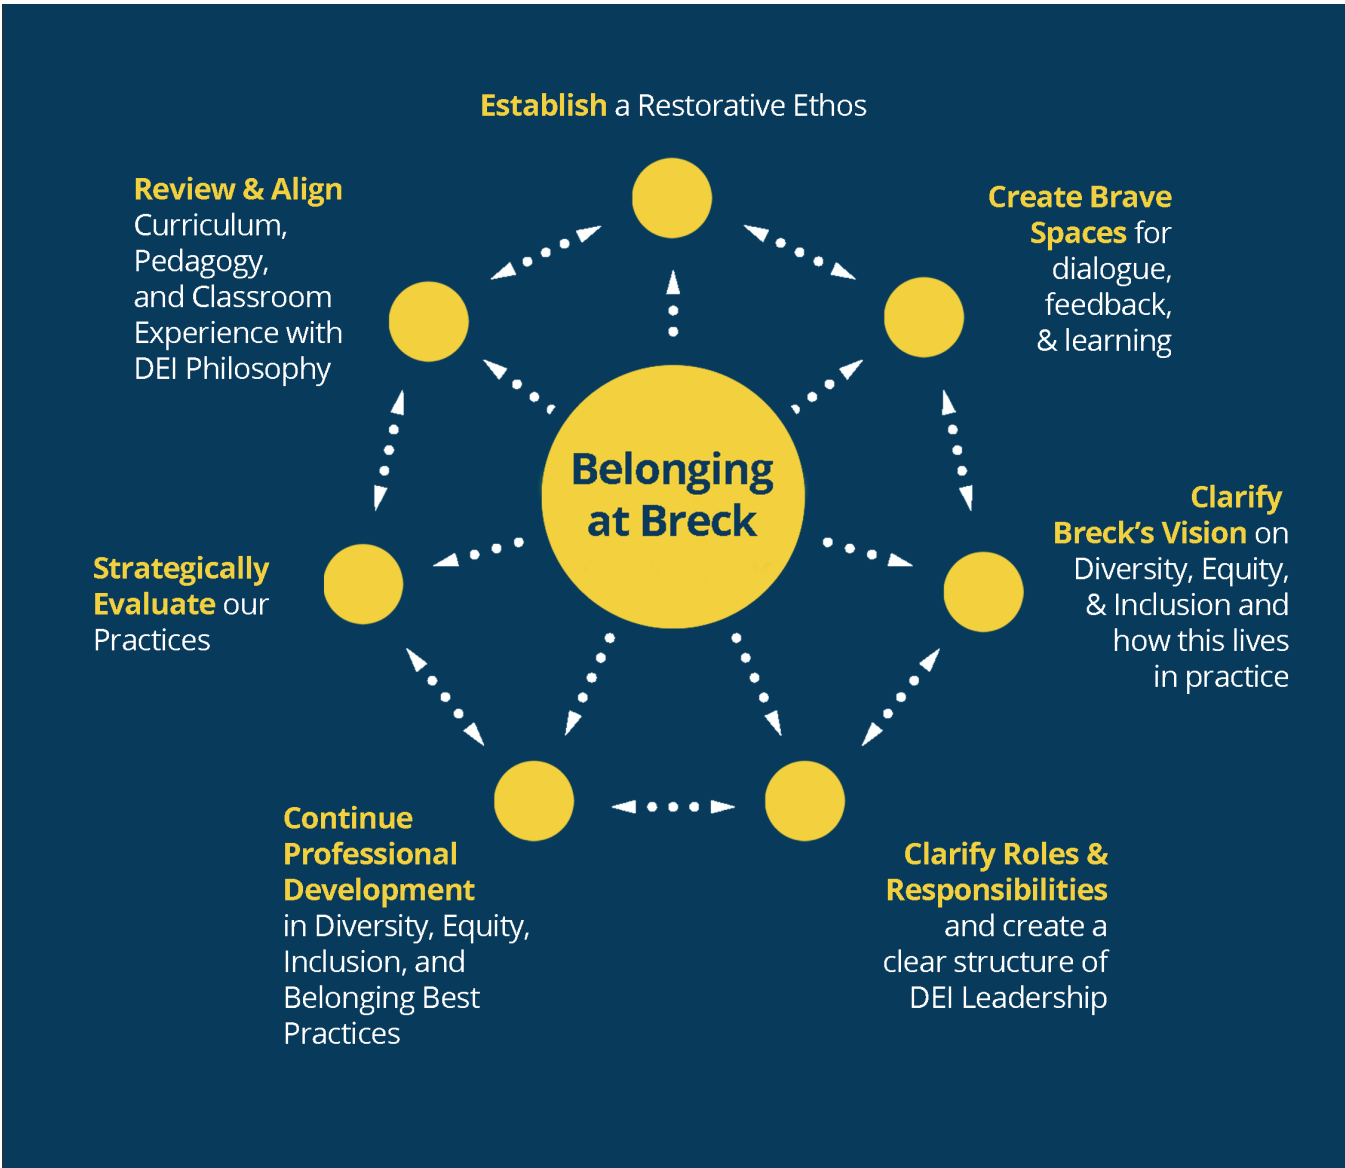 Establish a Restorative Ethos
Review & Align
Curriculum,
Pedagogy,
and Classroom
Experience with
DEI Philosophy
Create Brave
Spaces for
dialogue,
feedback,
& learning
Belonging
at Breck
Clarify
Breck’s Vision on
Diversity, Equity,
& Inclusion and
how this lives
in practice
Strategically
Evaluate our
Practices
Continue
Professional
Development
in Diversity, Equity,
Inclusion, and
Belonging Best
Practices
Clarify Roles &
Responsibilities
and create a
clear structure of
DEI Leadership